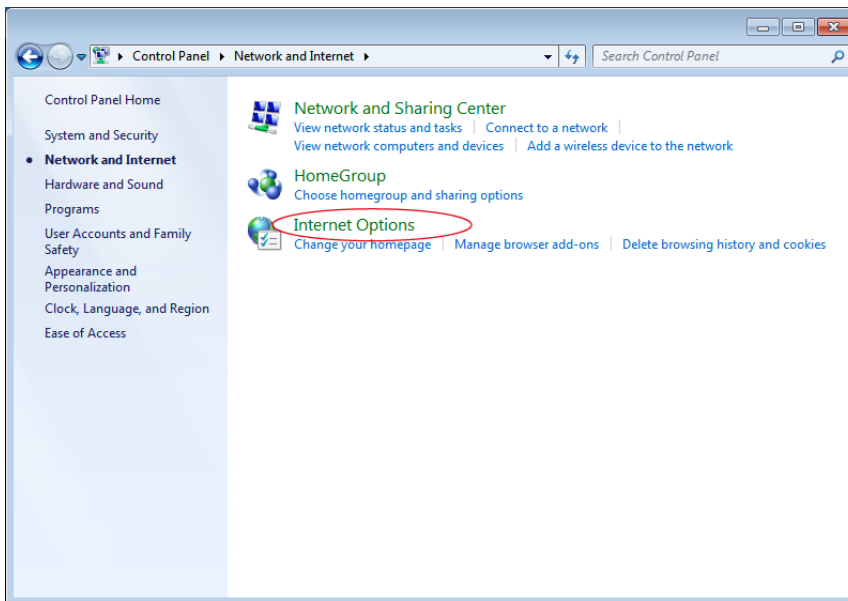 Control Panel Network and Internet Search Control Panel
Control Panel Home
System and Security
Network and Internet
Hardware and Sound
Programs
User Accounts and Family
Safety
Appearance and
Personalization
Clock, Language, and Region
Ease of Access
Network and Sharing Center
View network status and tasks Connect to a network
View network computers and devices Add a wireless device to the network
HomeGroup
Choose homegroup and sharing options
Internet Options
Change your homepage Manage browser add-ons Delete browsing history and cookies